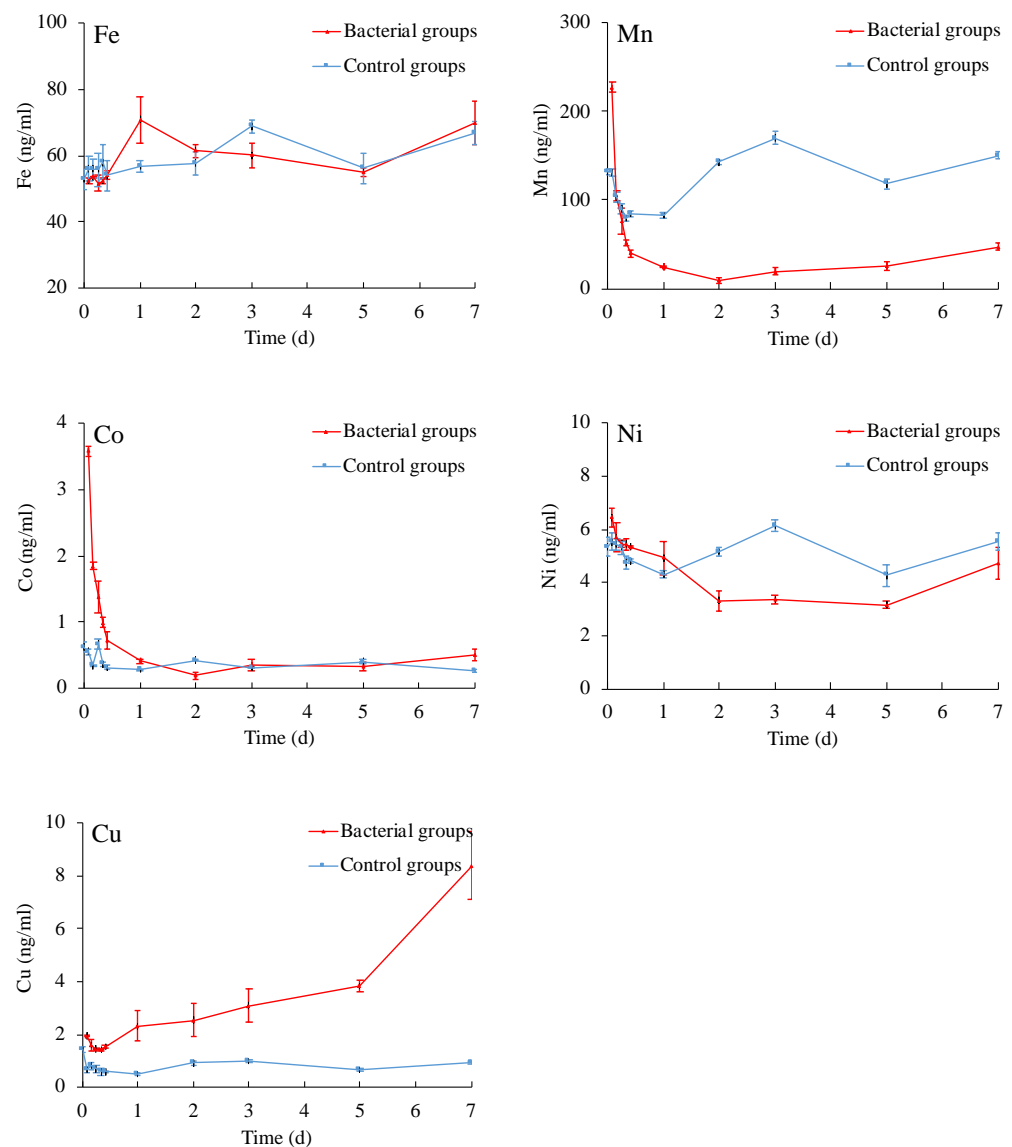 Fe
Bacterial groups
Control groups
Fe (ng/ml)
100
80
60
40
20
0 1 2 3 4 5 6 7
Time (d)
Mn
Bacterial groups
Control groups
Mn (ng/ml)
300
200
100
0
0 1 2 3 4 5 6 7
Time (d)
Co
Bacterial groups
Control groups
Co (ng/ml)
4
3
2
1
0
0 1 2 3 4 5 6 7
Time (d)
Ni
Bacterial groups
Control groups
Ni (ng/ml)
10
8
6
4
2
0
0 1 2 3 4 5 6 7
Time (d)
Cu
Bacterial groups
Control groups
Cu (ng/ml)
10
8
6
4
2
0
0 1 2 3 4 5 6 7
Time (d)